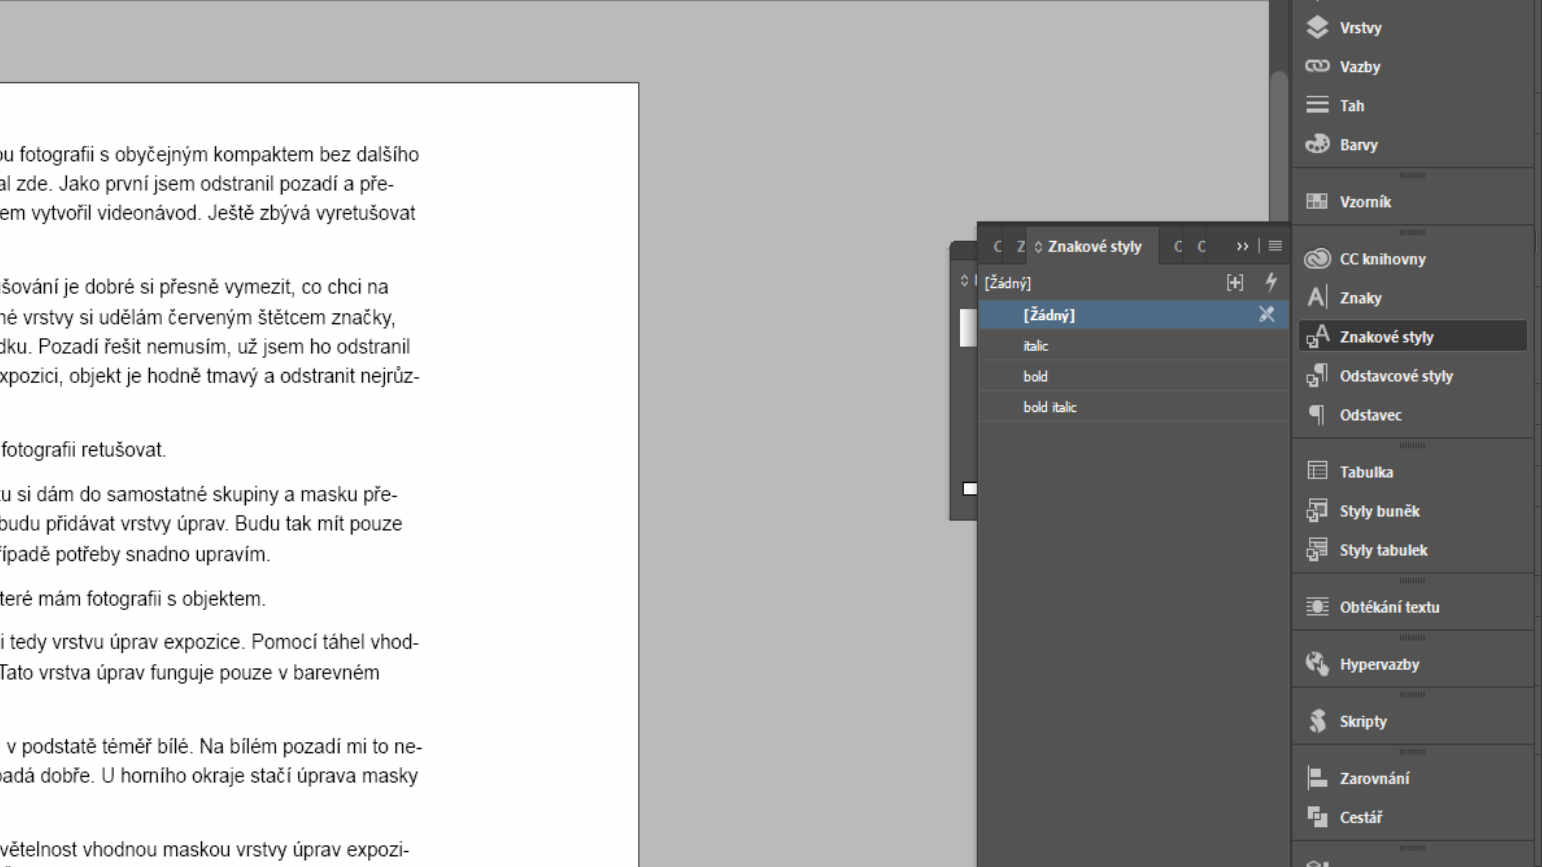 ou fotografii s obyčejným kompaktem bez dalšího
al zde. Jako první jsem odstranil pozadí a pře-
em vytvořil videonávod. Ještě zbývá vyretušovat
šování je dobré si přesně vymezit, co chci na
né vrstvy si udělám červeným štětcem značky,
dku. Pozadí řešit nemusím, už jsem ho odstranil
xpozici, objekt je hodně tmavý a odstranit nejrůz-
fotografii retušovat.
tu si dám do samostatné skupiny a masku pře-
budu přidávat vrstvy úprav. Budu tak mít pouze
řípadě potřeby snadno upravím.
teré mám fotografii s objektem.
i tedy vrstvu úprav expozice. Pomocí táhel vhod-
Tato vrstva úprav funguje pouze v barevném
v podstatě téměř bílé. Na bílém pozadí mi to ne-
padá dobře. U horního okraje stačí úprava masky
větelnost vhodnou maskou vrstvy úprav expozi-
Znakové styly
[Žádný]
[Žádný]
italic
bold
bold italic
Vrstvy
Vazby
Tah
Barvy
Vzorník
CC knihovny
Znaky
Znakové styly
Odstavcové styly
Odstavec
Tabulka
Styly buněk
Styly tabulek
Obtékání textu
Hypervazby
Skripty
Zarovnání
Cestář